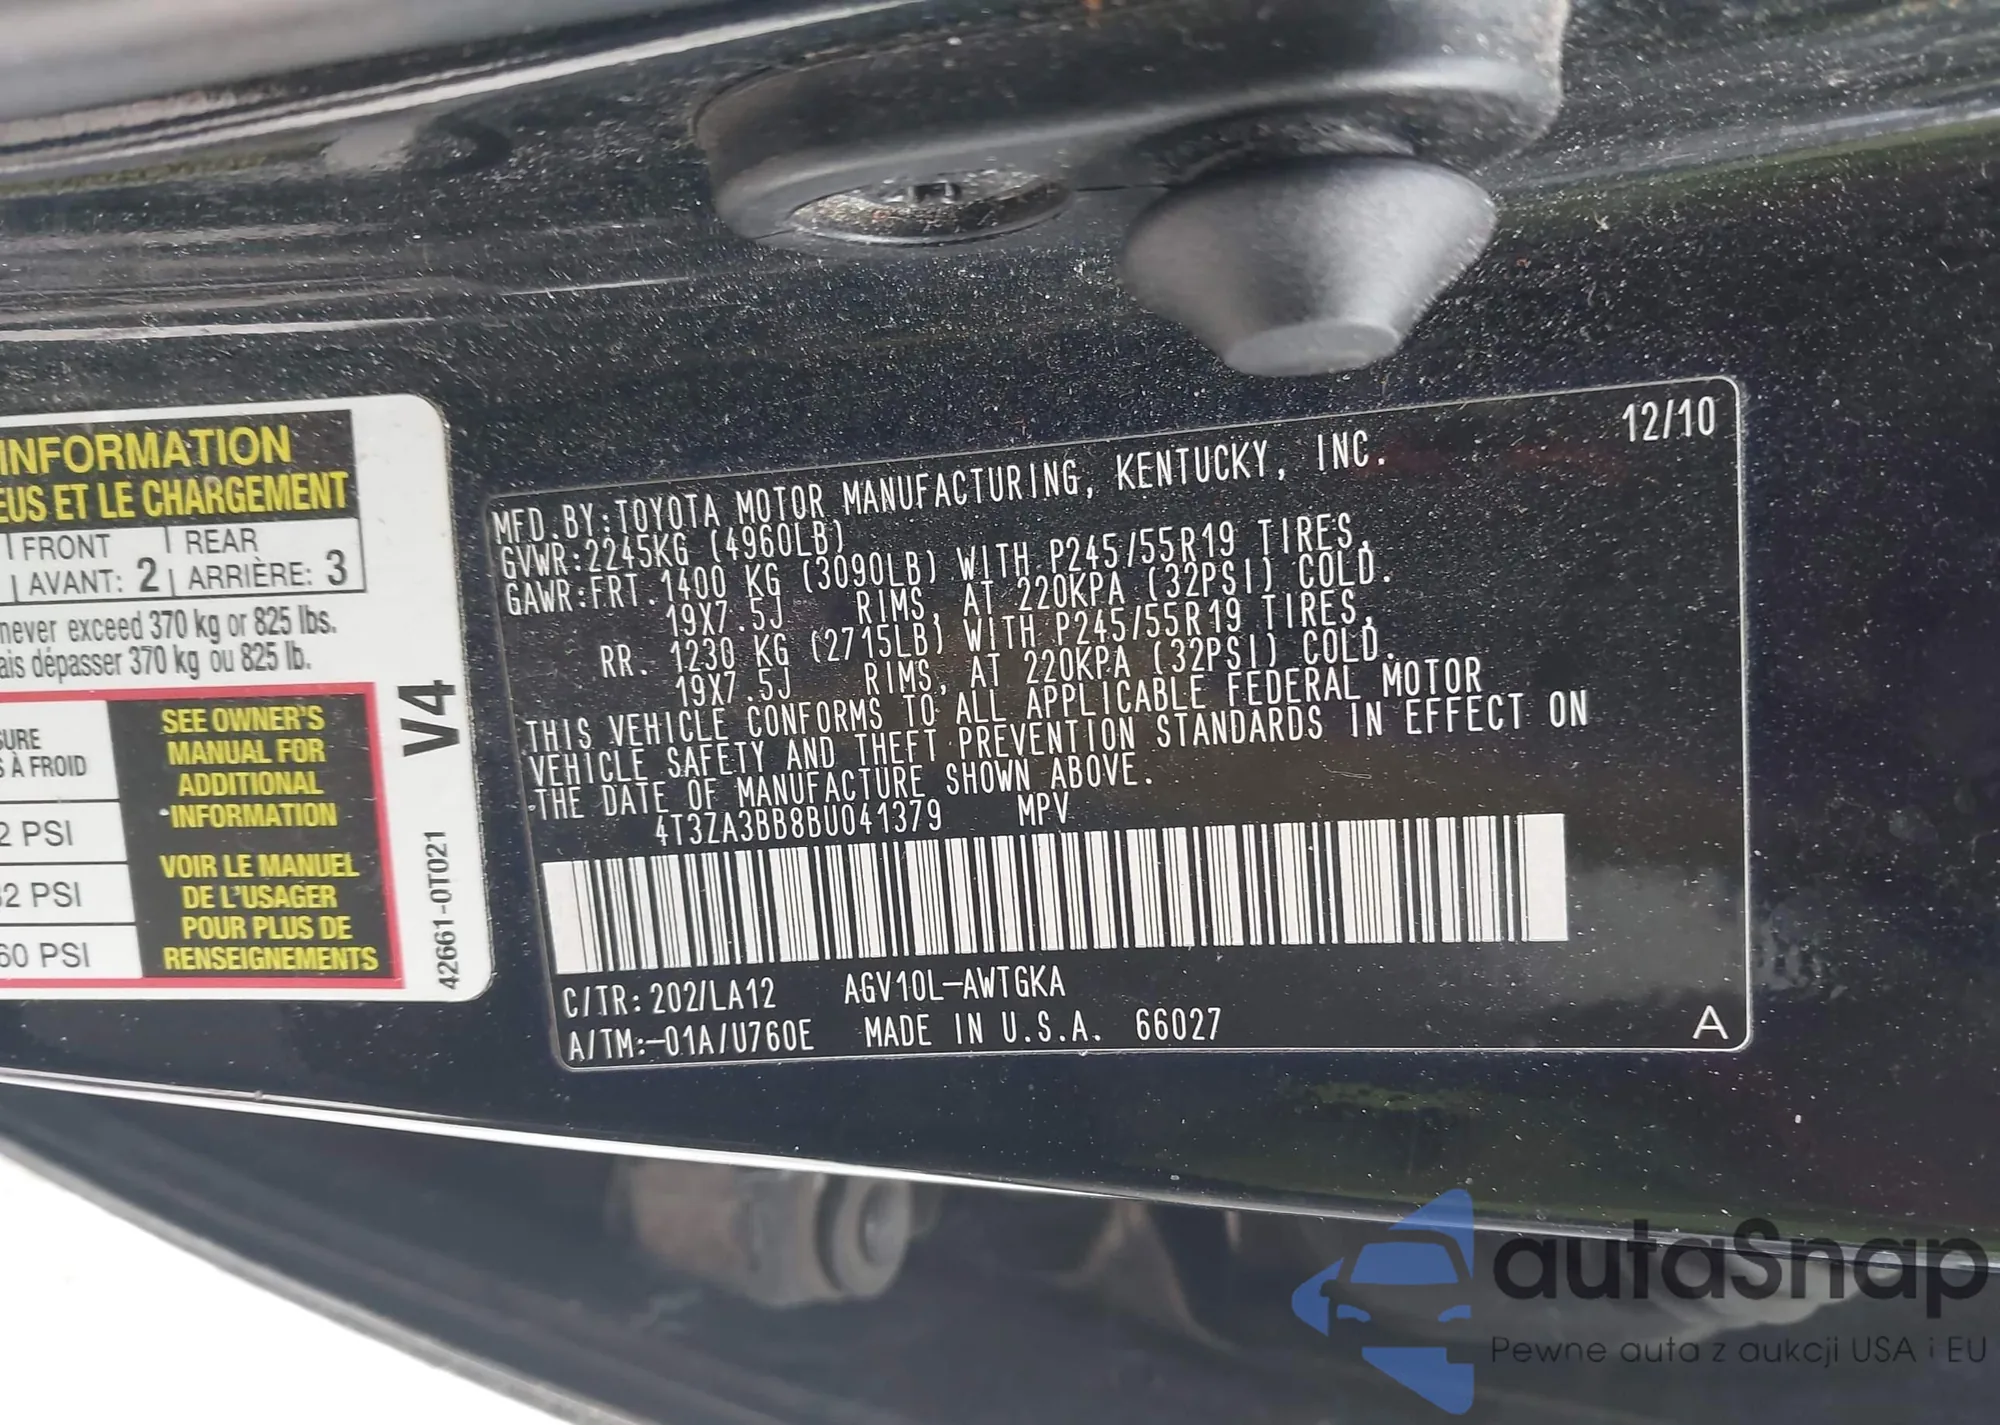 INFORMATION
EUS ET LE CHARGEMENT
FRONT REAR
AVANT: 2 ARRIÈRE: 3
never exceed 370 kg or 825 lbs.
ais dépasser 370 kg ou 825 lb.
SURE
S À FROID
2 PSI
32 PSI
60 PSI
SEE OWNER'S
MANUAL FOR
ADDITIONAL
INFORMATION
VOIR LE MANUEL
DE L'USAGER
POUR PLUS DE
RENSEIGNEMENTS
V4
42661-0T021
12/10
MFD.BY:TOYOTA MOTOR MANUFACTURING, KENTUCKY, INC.
GVWR:2245KG (4960LB)
GAWR:FRT.1400 KG (3090LB) WITH P245/55R19 TIRES,
19X7.5J RIMS, AT 220KPA (32PSI) COLD.
RR. 1230 KG (2715LB) WITH P245/55R19 TIRES,
19X7.5J RIMS, AT 220KPA (32PSI) COLD.
THIS VEHICLE CONFORMS TO ALL APPLICABLE FEDERAL MOTOR
VEHICLE SAFETY AND THEFT PREVENTION STANDARDS IN EFFECT ON
THE DATE OF MANUFACTURE SHOWN ABOVE.
4T3ZA3BB8BU041379 MPV
C/TR: 202/LA12 AGV10L-AWTGKA
A/TM:-01A/U760E MADE IN U.S.A. 66027
A
autaSnap
Pewne auta z aukcji USA i EU